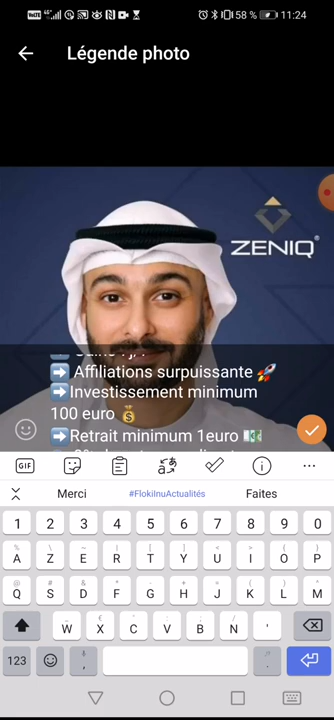 58 % 11:24
Légende photo
ZENIQ
➡️ Affiliations surpuissante 🚀
➡️Investissement minimum
100 euro 💰
➡️Retrait minimum 1euro 💶
GIF
Merci #FlokiInuActualités Faites
1 2 3 4 5 6 7 8 9 0
A Z E R T Y U I O P
Q S D F G H J K L M
W X C V B N '
123 , .